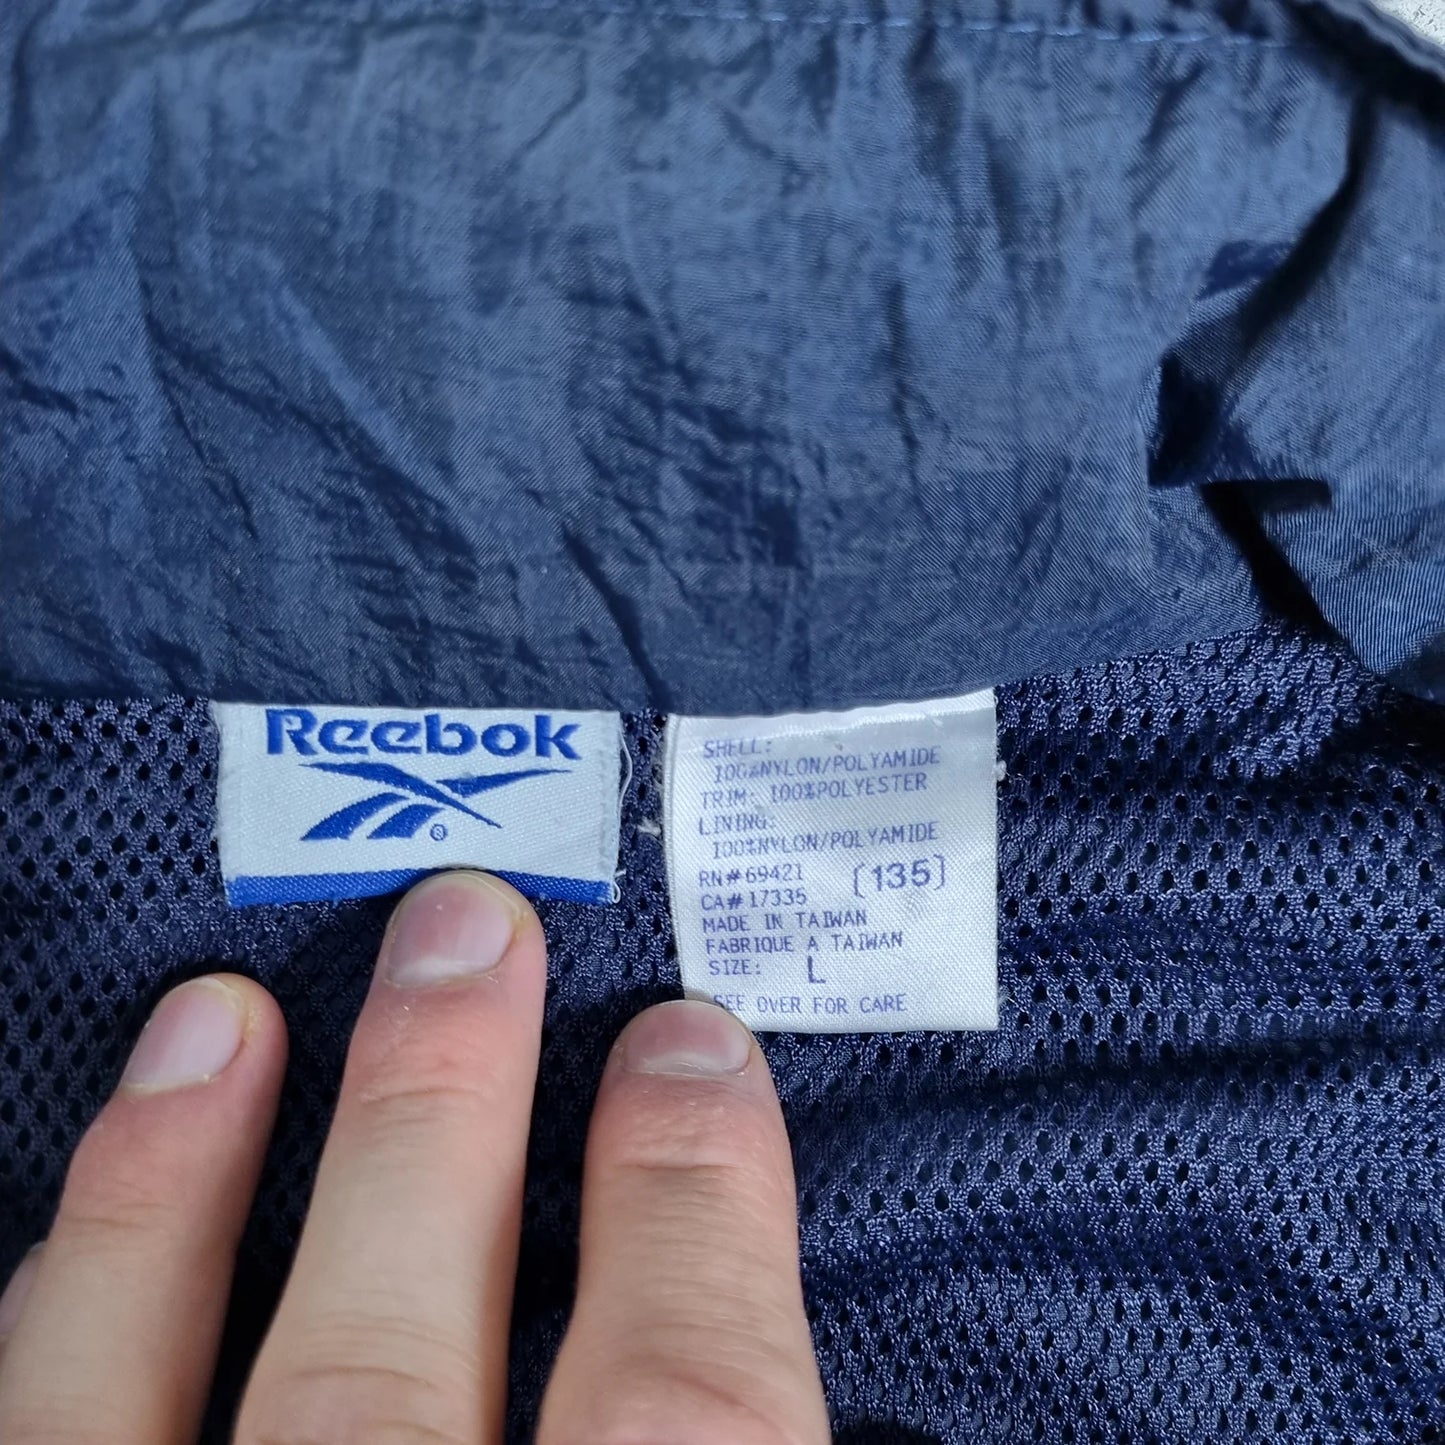 Reebok
®
SHELL:
100%NYLON/POLYAMIDE
TRIM: 100%POLYESTER
LINING:
100%NYLON/POLYAMIDE
RN# 69421 [135]
CA# 17335
MADE IN TAIWAN
FABRIQUE A TAIWAN
SIZE: L
SEE OVER FOR CARE